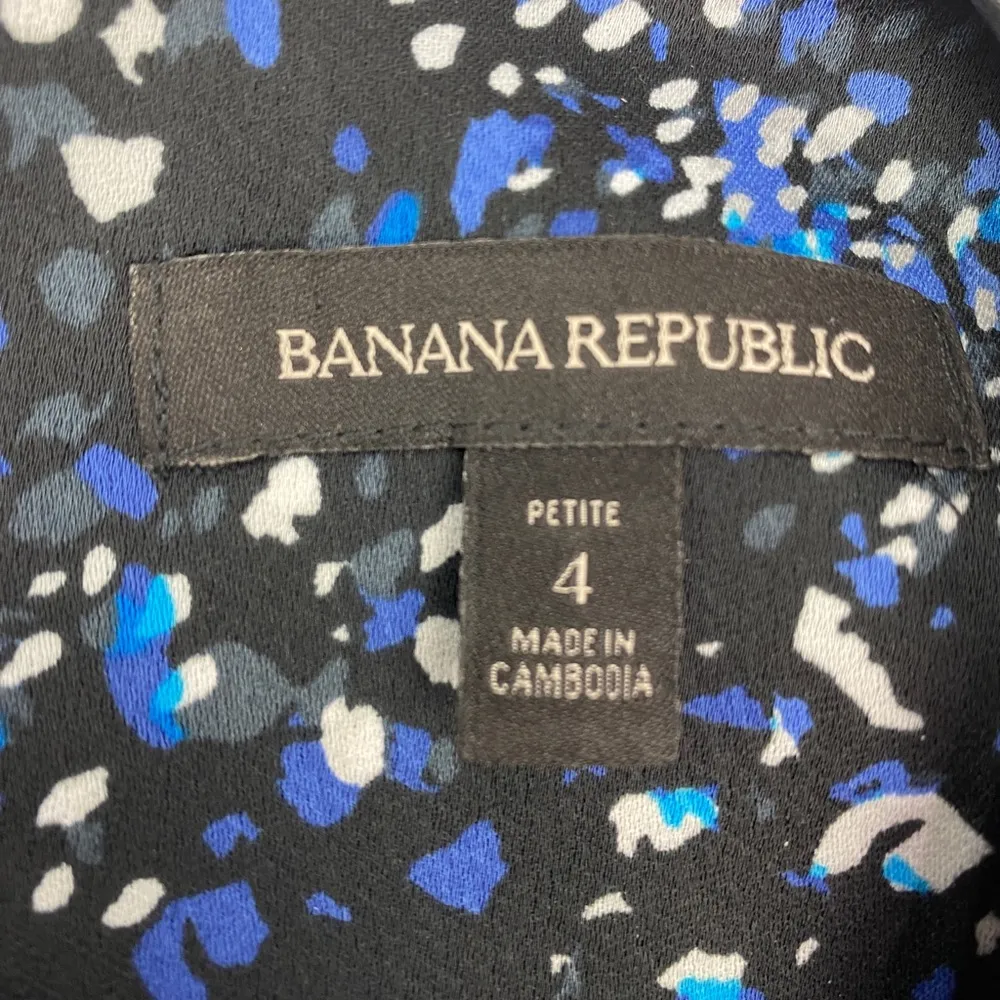 BANANA REPUBLIC
PETITE
4
MADE IN
CAMBODIA